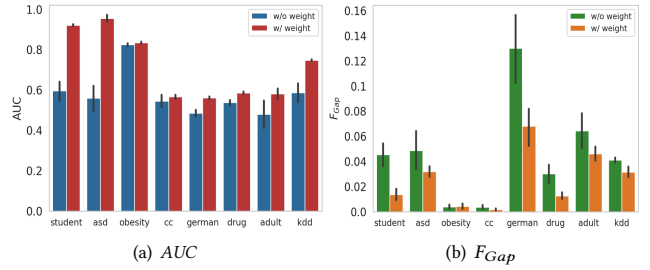 1.0
0.8
0.6
0.4
0.2
0.0
AUC
w/o weight
w/ weight
student asd obesity cc german drug adult kdd
(a) AUC
0.16
0.14
0.12
0.10
0.08
0.06
0.04
0.02
0.00
F_Gap
w/o weight
w/ weight
student asd obesity cc german drug adult kdd
(b) F_Gap